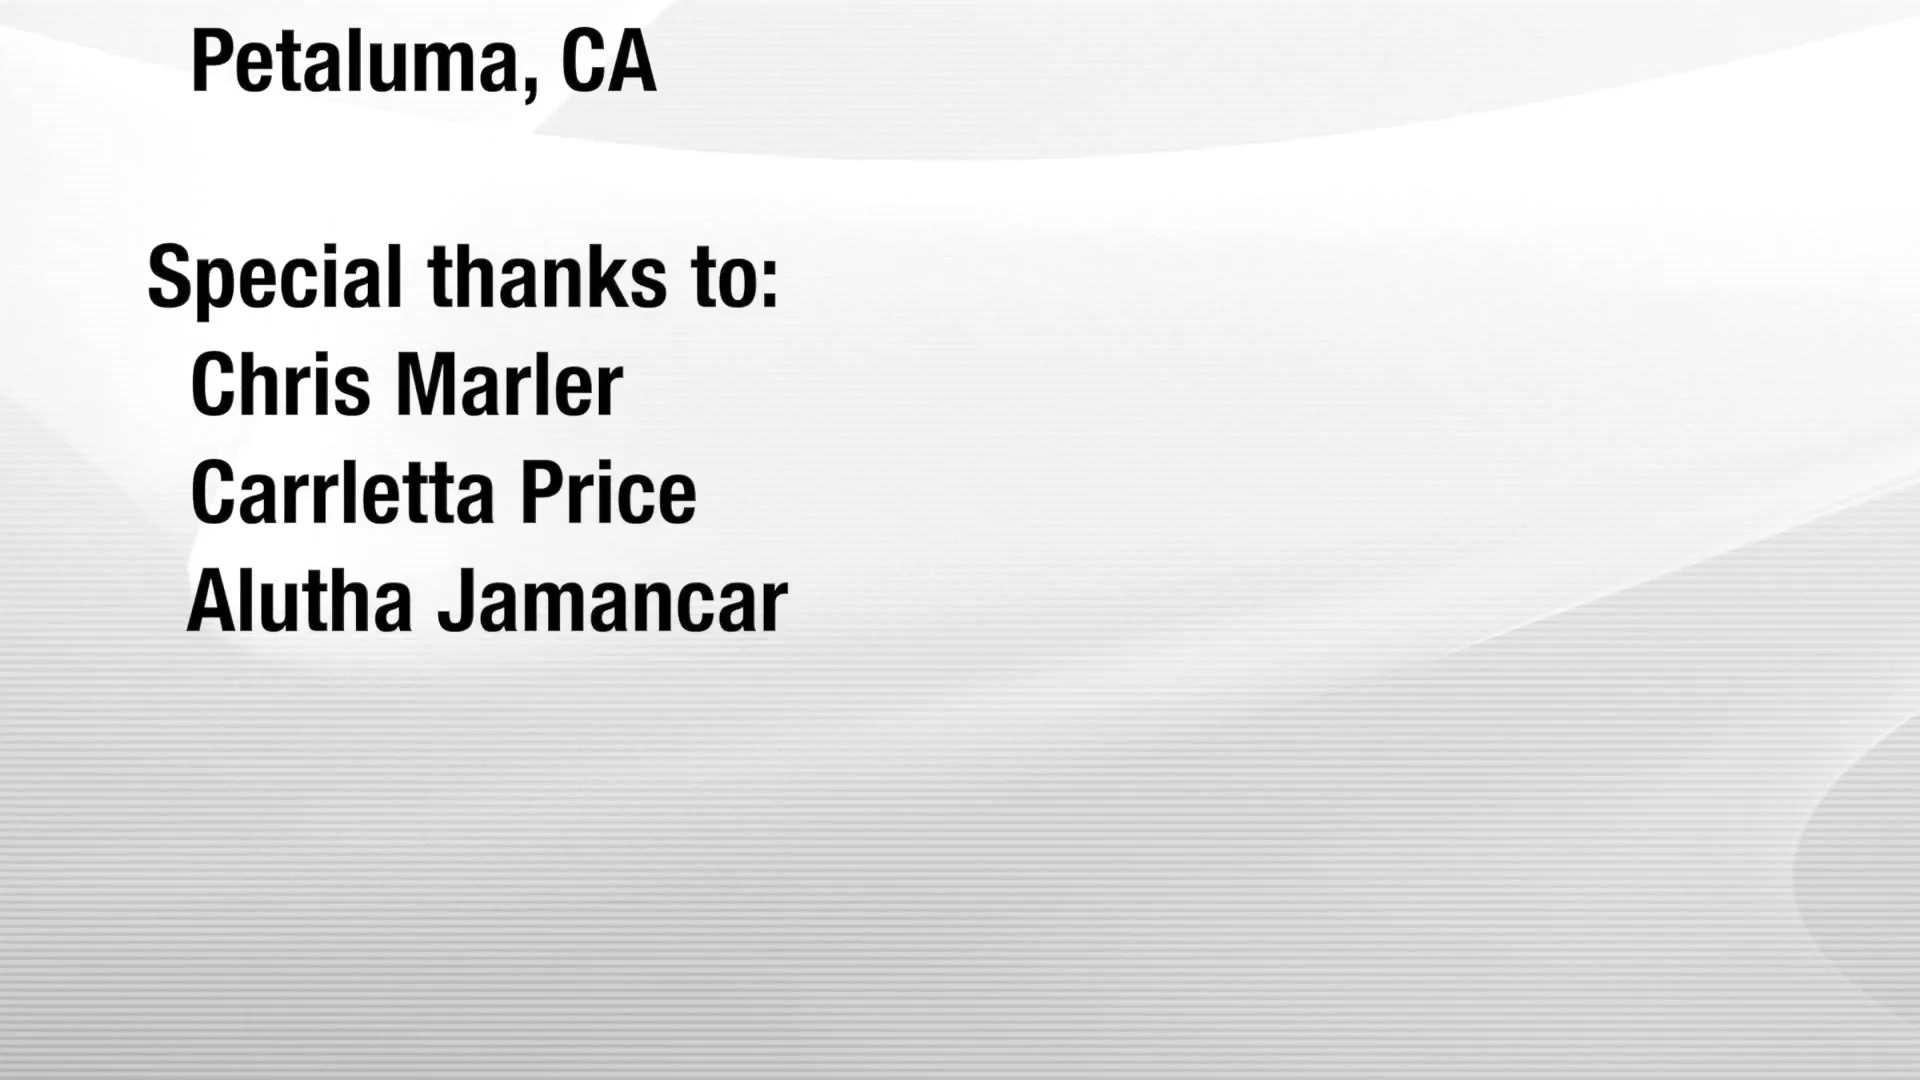 Petaluma, CA
Special thanks to:
Chris Marler
Carrletta Price
Alutha Jamancar